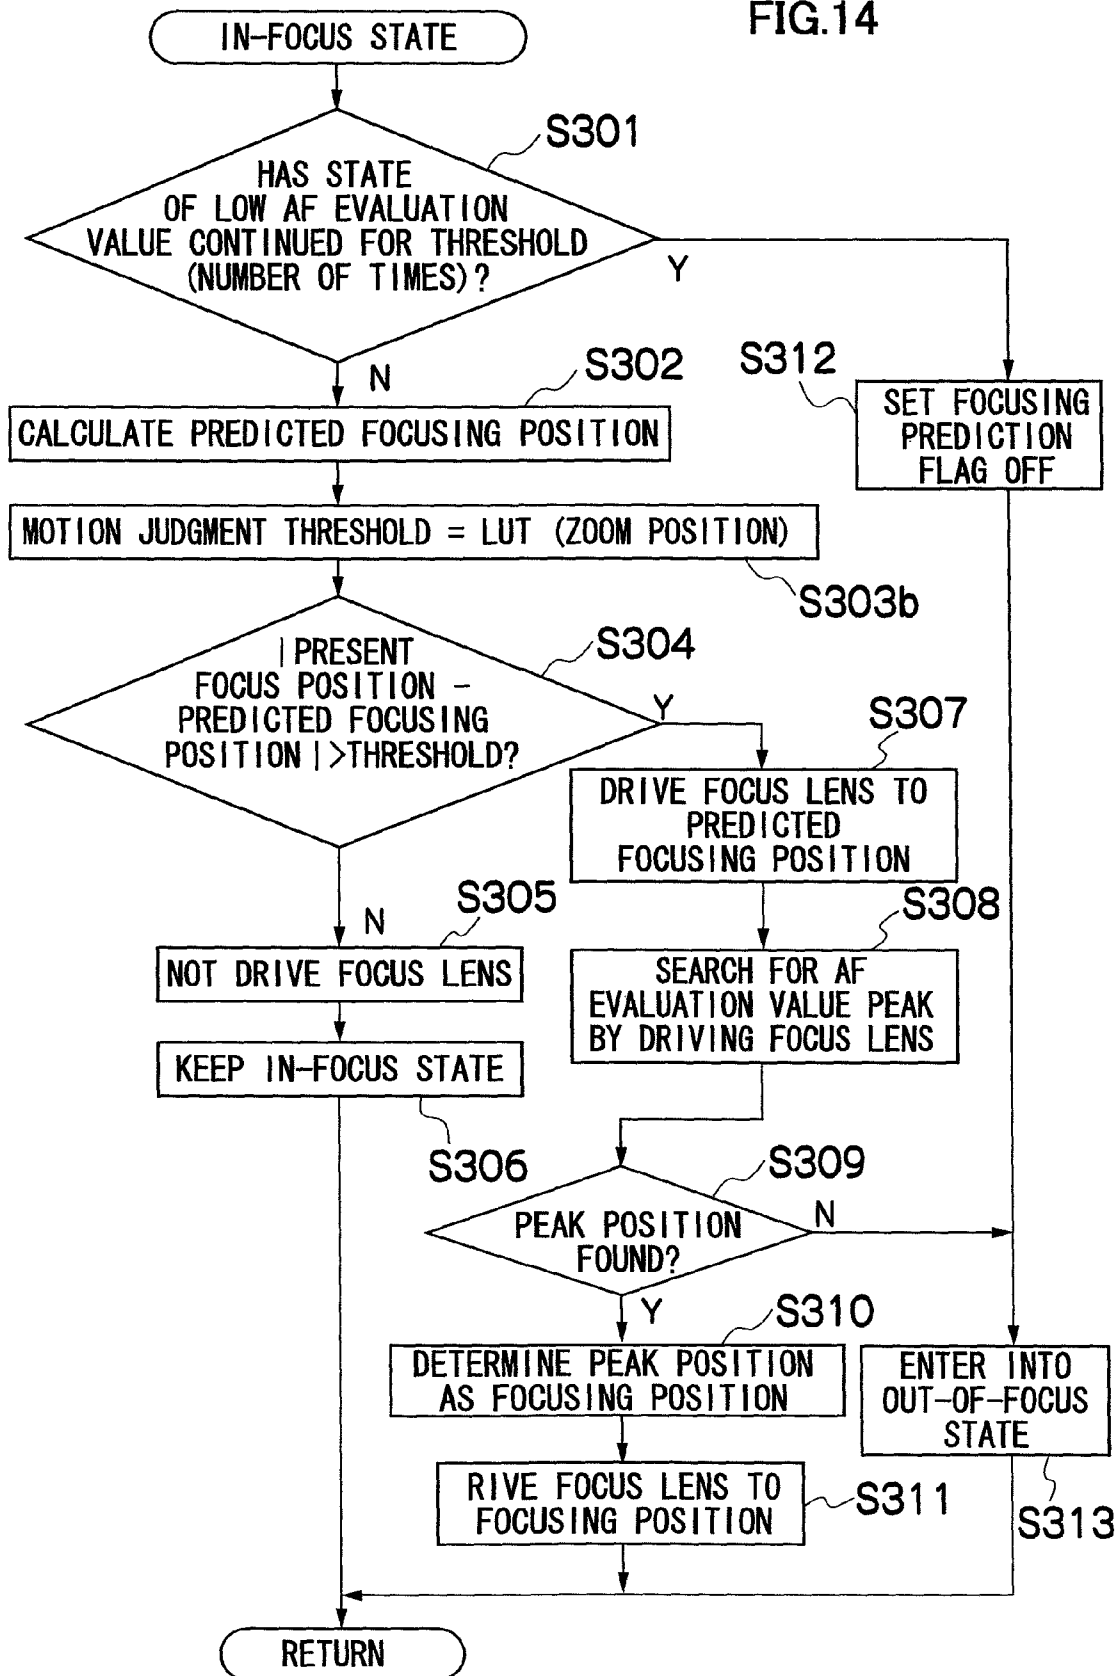 FIG.14
IN-FOCUS STATE
S301
HAS STATE
OF LOW AF EVALUATION
VALUE CONTINUED FOR THRESHOLD
(NUMBER OF TIMES)?
Y
N
S302
CALCULATE PREDICTED FOCUSING POSITION
S312
SET FOCUSING
PREDICTION
FLAG OFF
MOTION JUDGMENT THRESHOLD = LUT (ZOOM POSITION)
S303b
S304
|PRESENT
FOCUS POSITION -
PREDICTED FOCUSING
POSITION|>THRESHOLD?
Y
N
S307
DRIVE FOCUS LENS TO
PREDICTED
FOCUSING POSITION
S305
NOT DRIVE FOCUS LENS
S308
SEARCH FOR AF
EVALUATION VALUE PEAK
BY DRIVING FOCUS LENS
KEEP IN-FOCUS STATE
S306
S309
PEAK POSITION
FOUND?
N
Y
S310
DETERMINE PEAK POSITION
AS FOCUSING POSITION
ENTER INTO
OUT-OF-FOCUS
STATE
S313
RIVE FOCUS LENS TO
FOCUSING POSITION
S311
RETURN